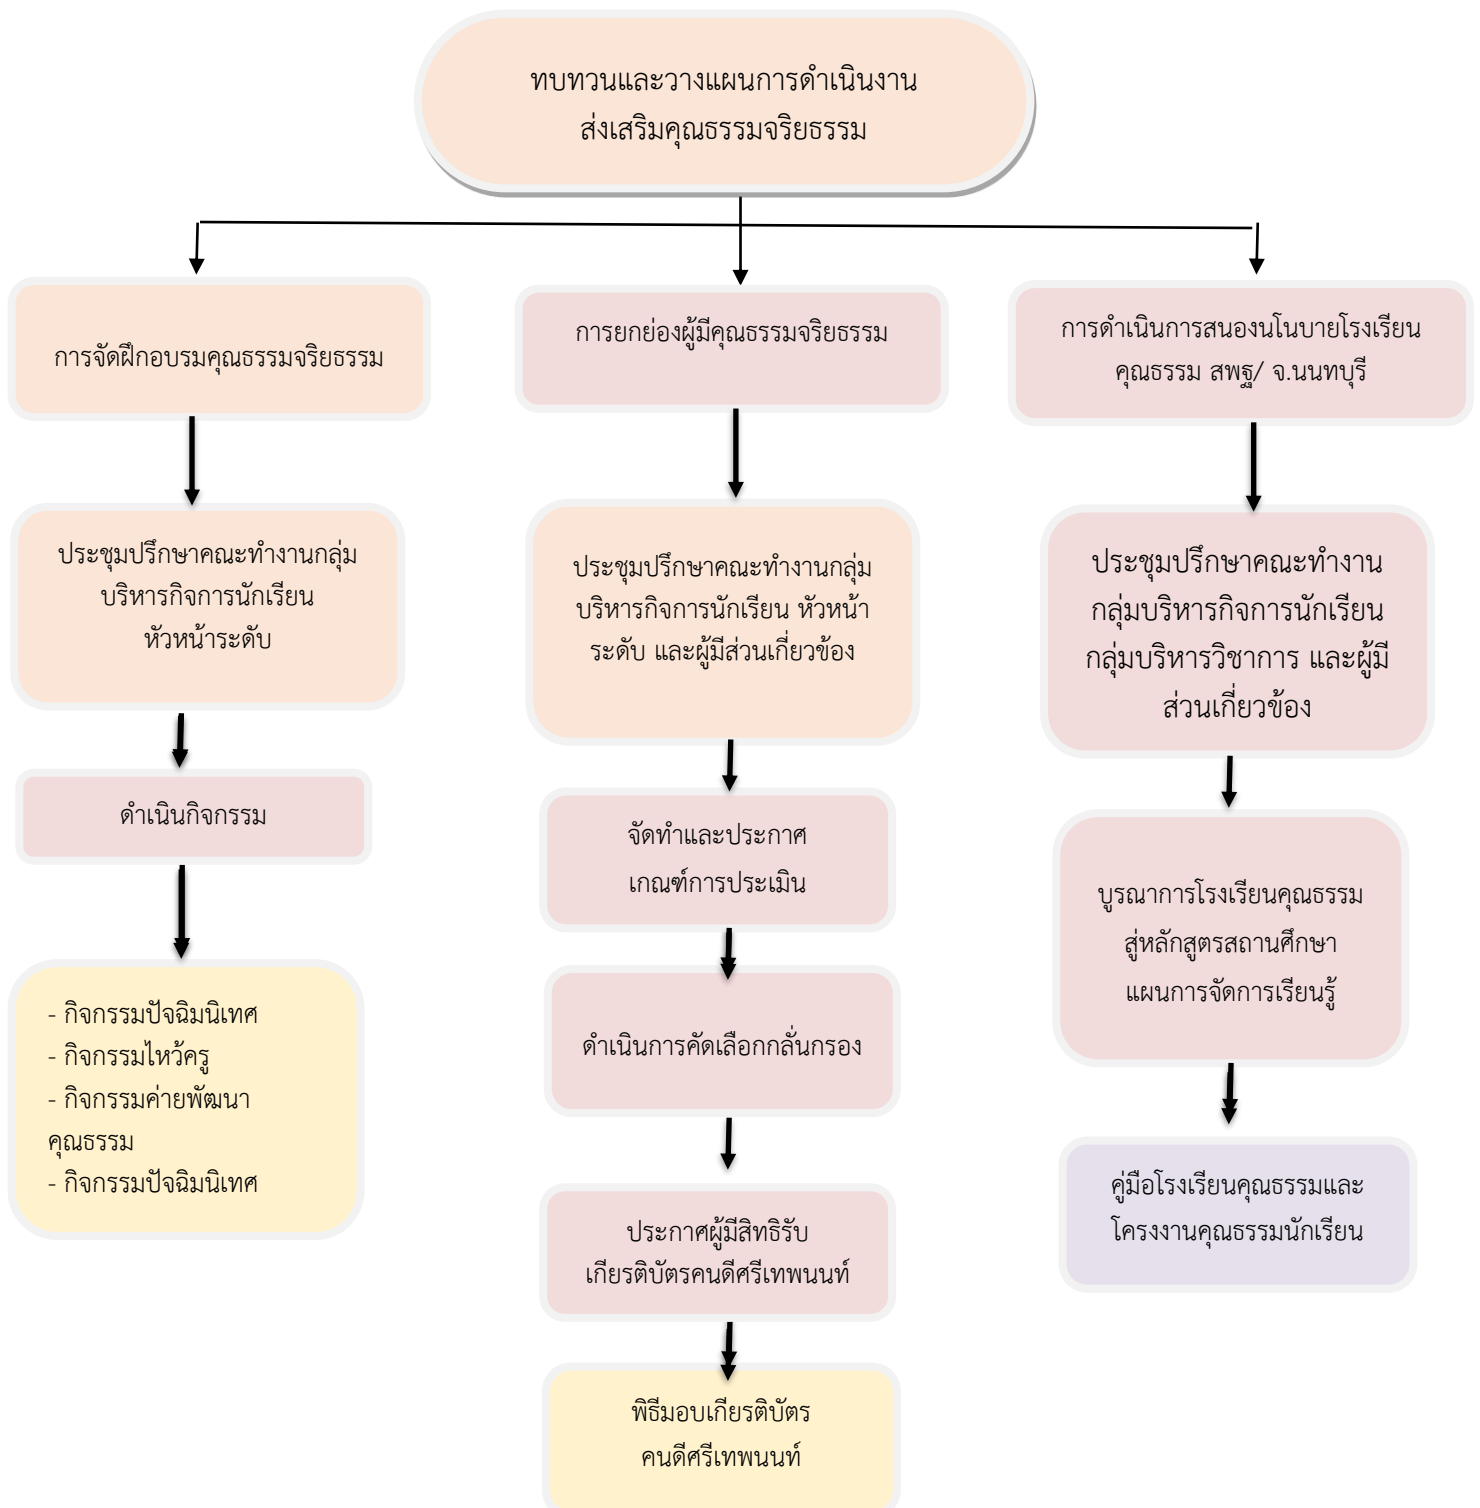 ทบทวนและวางแผนการดำเนินงาน
ส่งเสริมคุณธรรมจริยธรรม
การจัดฝึกอบรมคุณธรรมจริยธรรม
ประชุมปรึกษาคณะทำงานกลุ่ม
บริหารกิจการนักเรียน
หัวหน้าระดับ
ดำเนินกิจกรรม
- กิจกรรมปัจฉิมนิเทศ
- กิจกรรมไหว้ครู
- กิจกรรมค่ายพัฒนา
คุณธรรม
- กิจกรรมปัจฉิมนิเทศ
การยกย่องผู้มีคุณธรรมจริยธรรม
ประชุมปรึกษาคณะทำงานกลุ่ม
บริหารกิจการนักเรียน หัวหน้า
ระดับ และผู้มีส่วนเกี่ยวข้อง
จัดทำและประกาศ
เกณฑ์การประเมิน
ดำเนินการคัดเลือกกลั่นกรอง
ประกาศผู้มีสิทธิรับ
เกียรติบัตรคนดีศรีเทพนนท์
พิธีมอบเกียรติบัตร
คนดีศรีเทพนนท์
การดำเนินการสนองนโนบายโรงเรียน
คุณธรรม สพฐ/ จ.นนทบุรี
ประชุมปรึกษาคณะทำงาน
กลุ่มบริหารกิจการนักเรียน
กลุ่มบริหารวิชาการ และผู้มี
ส่วนเกี่ยวข้อง
บูรณาการโรงเรียนคุณธรรม
สู่หลักสูตรสถานศึกษา
แผนการจัดการเรียนรู้
คู่มือโรงเรียนคุณธรรมและ
โครงงานคุณธรรมนักเรียน